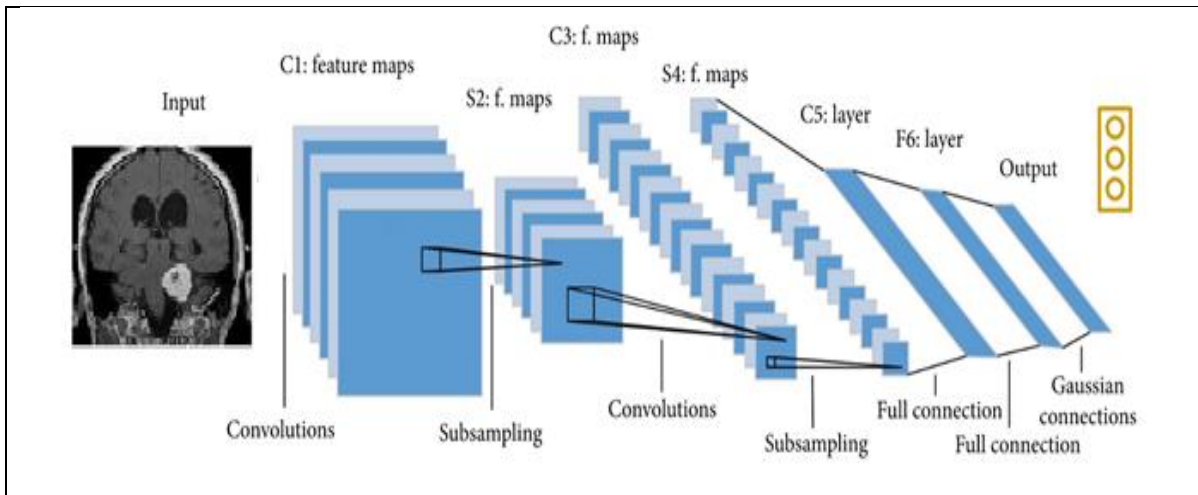 Input
C1: feature maps
S2: f. maps
C3: f. maps
S4: f. maps
C5: layer
F6: layer
Output
Convolutions
Subsampling
Convolutions
Subsampling
Full connection
Full connection
Gaussian
connections